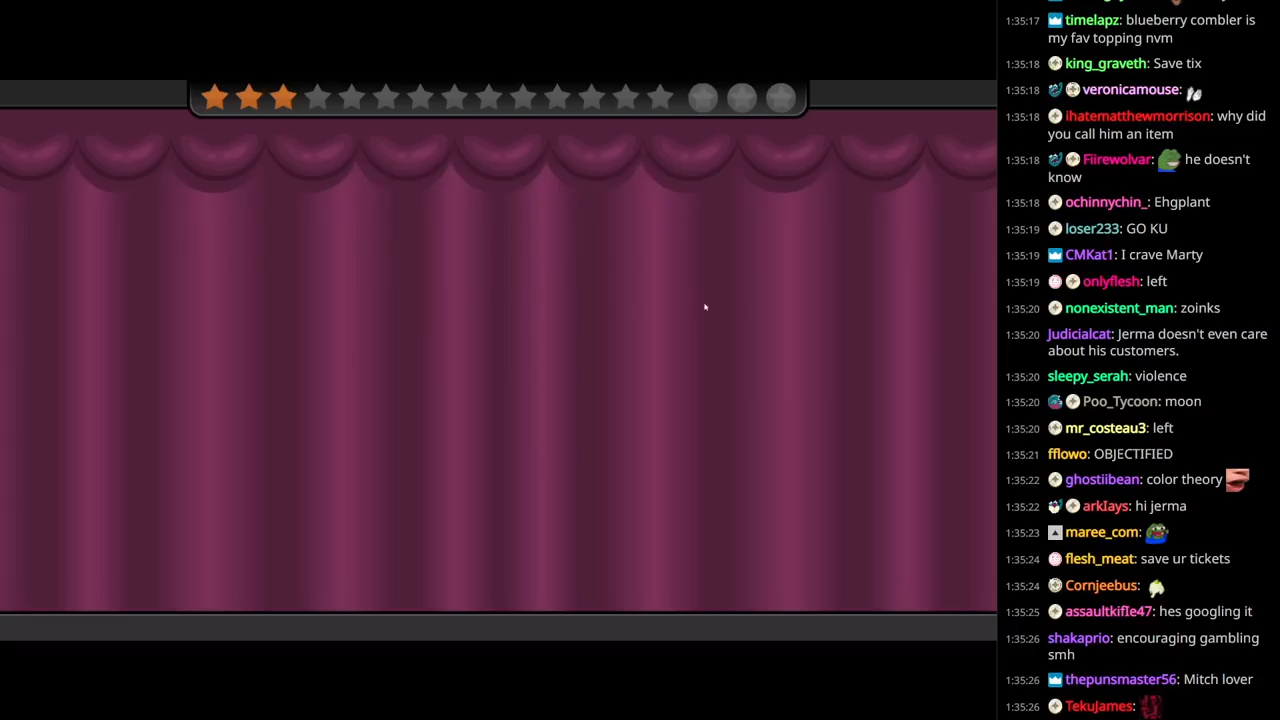 1:35:17 timelapz: blueberry combler is
my fav topping nvm
1:35:18 king_graveth: Save tix
1:35:18 veronicamouse:
1:35:18 ihatematthewmorrison: why did
you call him an item
1:35:18 Fiirewolvar: he doesn't
know
1:35:18 ochinnychin_: Ehgplant
1:35:19 loser233: GO KU
1:35:19 CMKat1: I crave Marty
1:35:19 onlyflesh: left
1:35:20 nonexistent_man: zoinks
1:35:20 Judicialcat: Jerma doesn't even care
about his customers.
1:35:20 sleepy_serah: violence
1:35:20 Poo_Tycoon: moon
1:35:20 mr_costeau3: left
1:35:21 fflowo: OBJECTIFIED
1:35:22 ghostiibean: color theory
1:35:22 arkIays: hi jerma
1:35:23 maree_com:
1:35:24 flesh_meat: save ur tickets
1:35:24 Cornjeebus:
1:35:25 assaultkifIe47: hes googling it
1:35:26 shakaprio: encouraging gambling
smh
1:35:26 thepunsmaster56: Mitch lover
1:35:26 TekuJames: